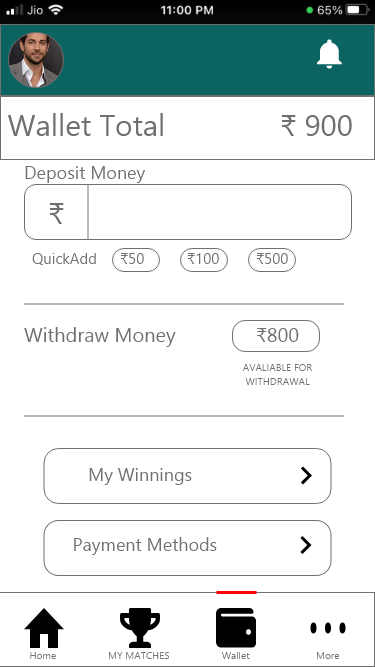 Jio 11:00 PM 65%
Wallet Total ₹ 900
Deposit Money
₹
QuickAdd ₹50 ₹100 ₹500
Withdraw Money ₹800
AVALIABLE FOR
WITHDRAWAL
My Winnings
Payment Methods
Home MY MATCHES Wallet More